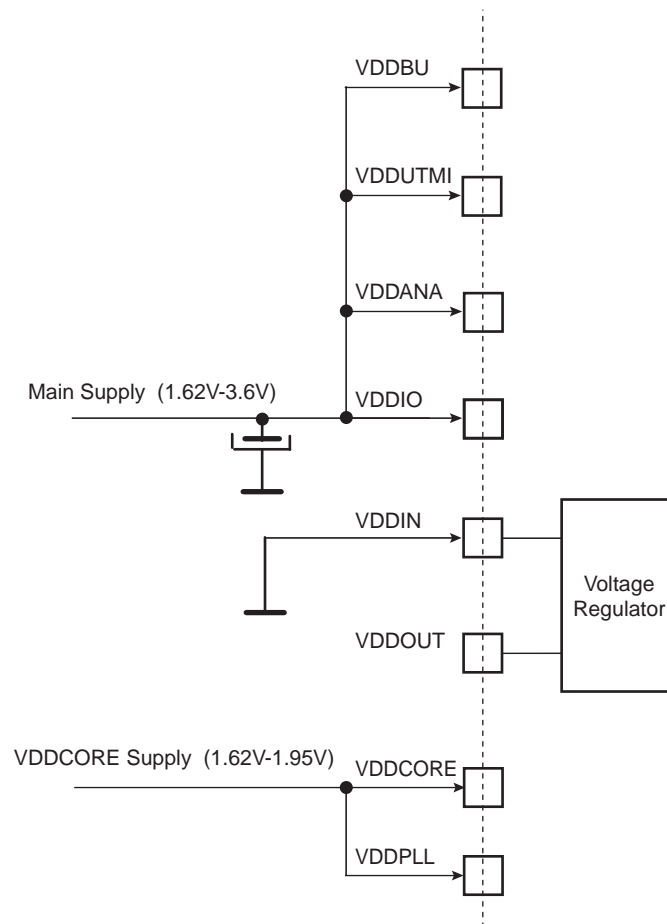 VDDBU
VDDUTMI
VDDANA
Main Supply (1.62V-3.6V)
VDDIO
VDDIN
Voltage
Regulator
VDDOUT
VDDCORE Supply (1.62V-1.95V)
VDDCORE
VDDPLL